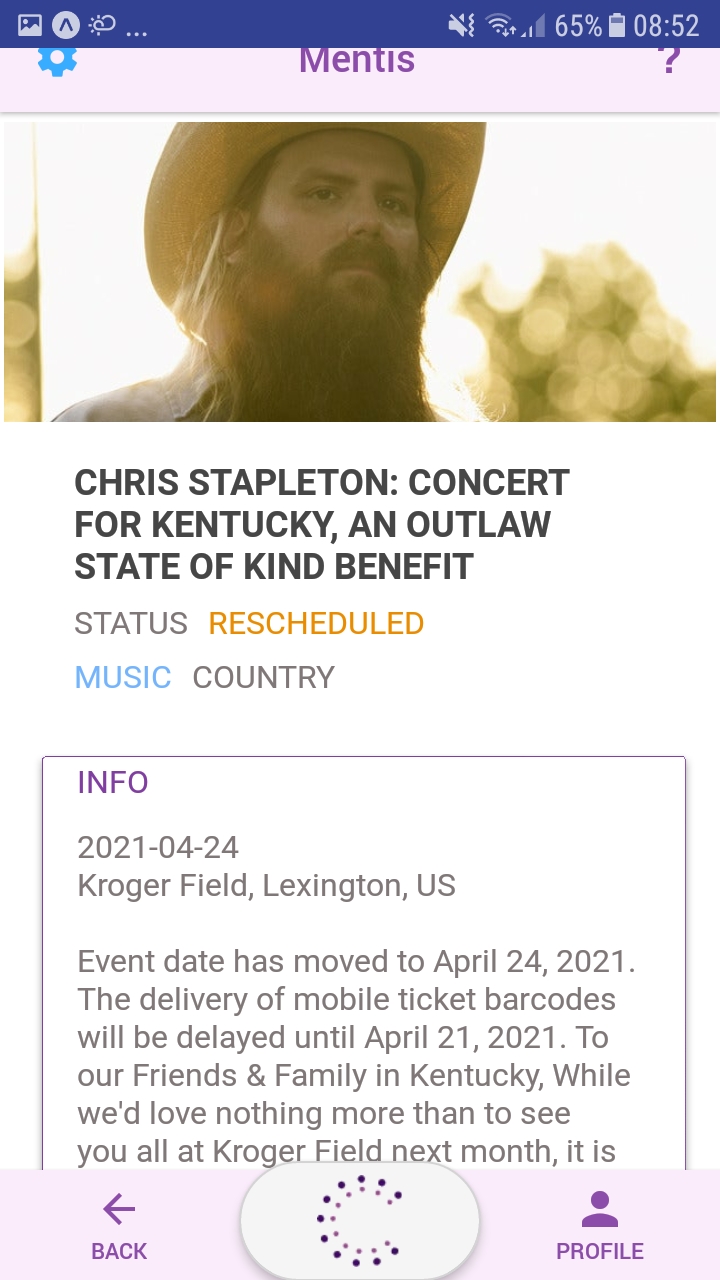 ... 65% 08:52
Mentis ?
CHRIS STAPLETON: CONCERT
FOR KENTUCKY, AN OUTLAW
STATE OF KIND BENEFIT
STATUS RESCHEDULED
MUSIC COUNTRY
INFO
2021-04-24
Kroger Field, Lexington, US
Event date has moved to April 24, 2021.
The delivery of mobile ticket barcodes
will be delayed until April 21, 2021. To
our Friends & Family in Kentucky, While
we'd love nothing more than to see
you all at Kroger Field next month, it is
BACK PROFILE